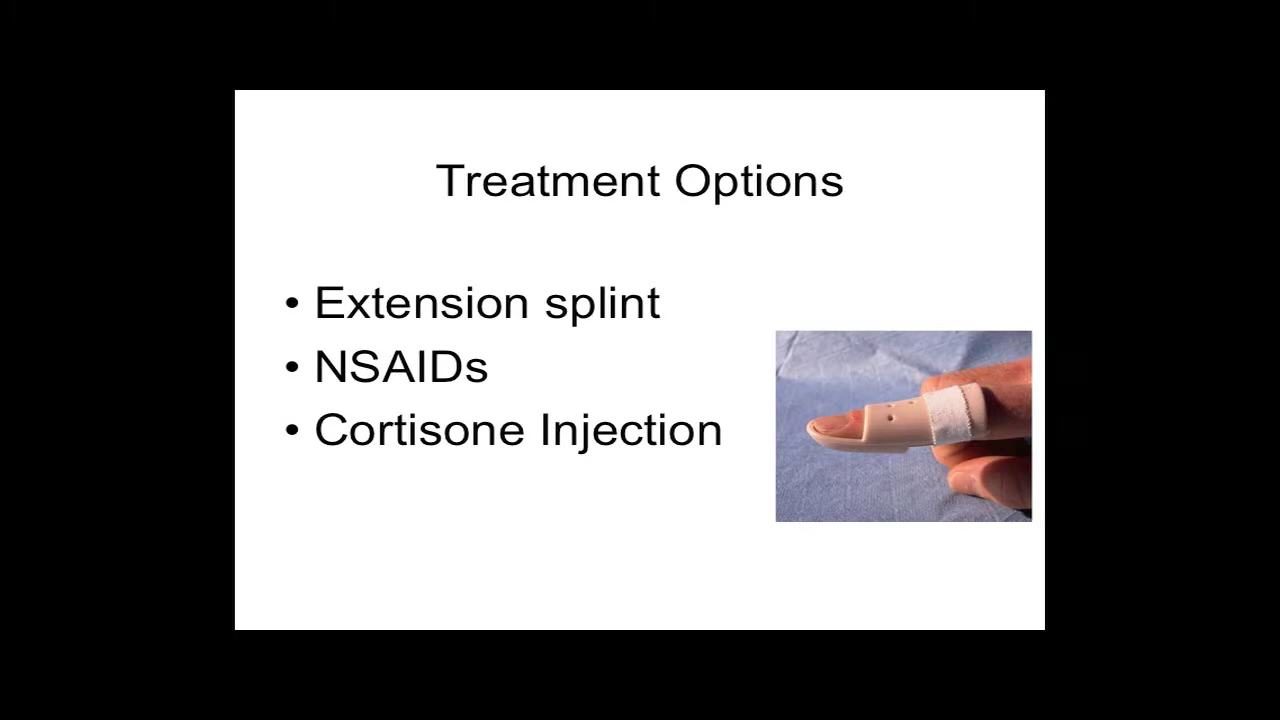 Treatment Options
• Extension splint
• NSAIDs
• Cortisone Injection